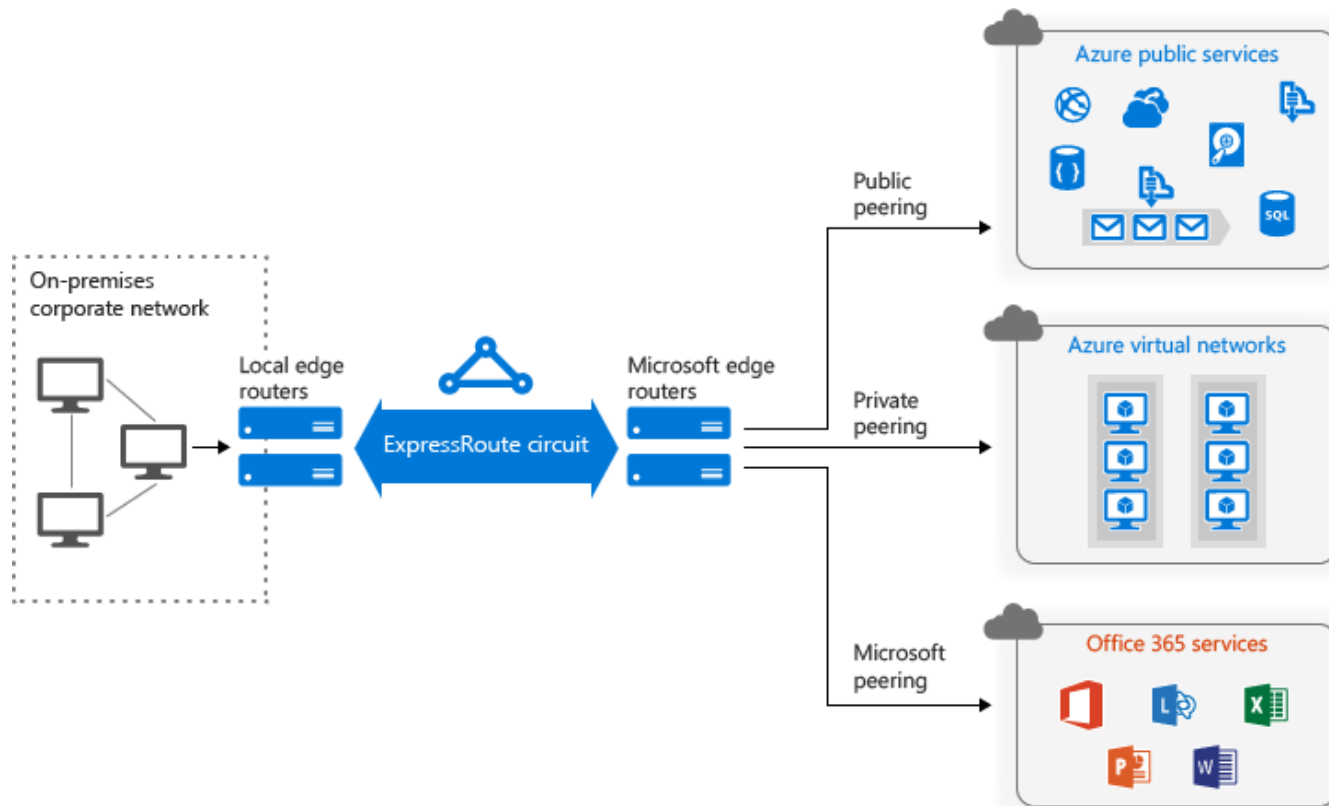 Azure public services
{ }
SQL
Public
peering
On-premises
corporate network
Local edge
routers
ExpressRoute circuit
Microsoft edge
routers
Private
peering
Azure virtual networks
Microsoft
peering
Office 365 services
L
X
P
W